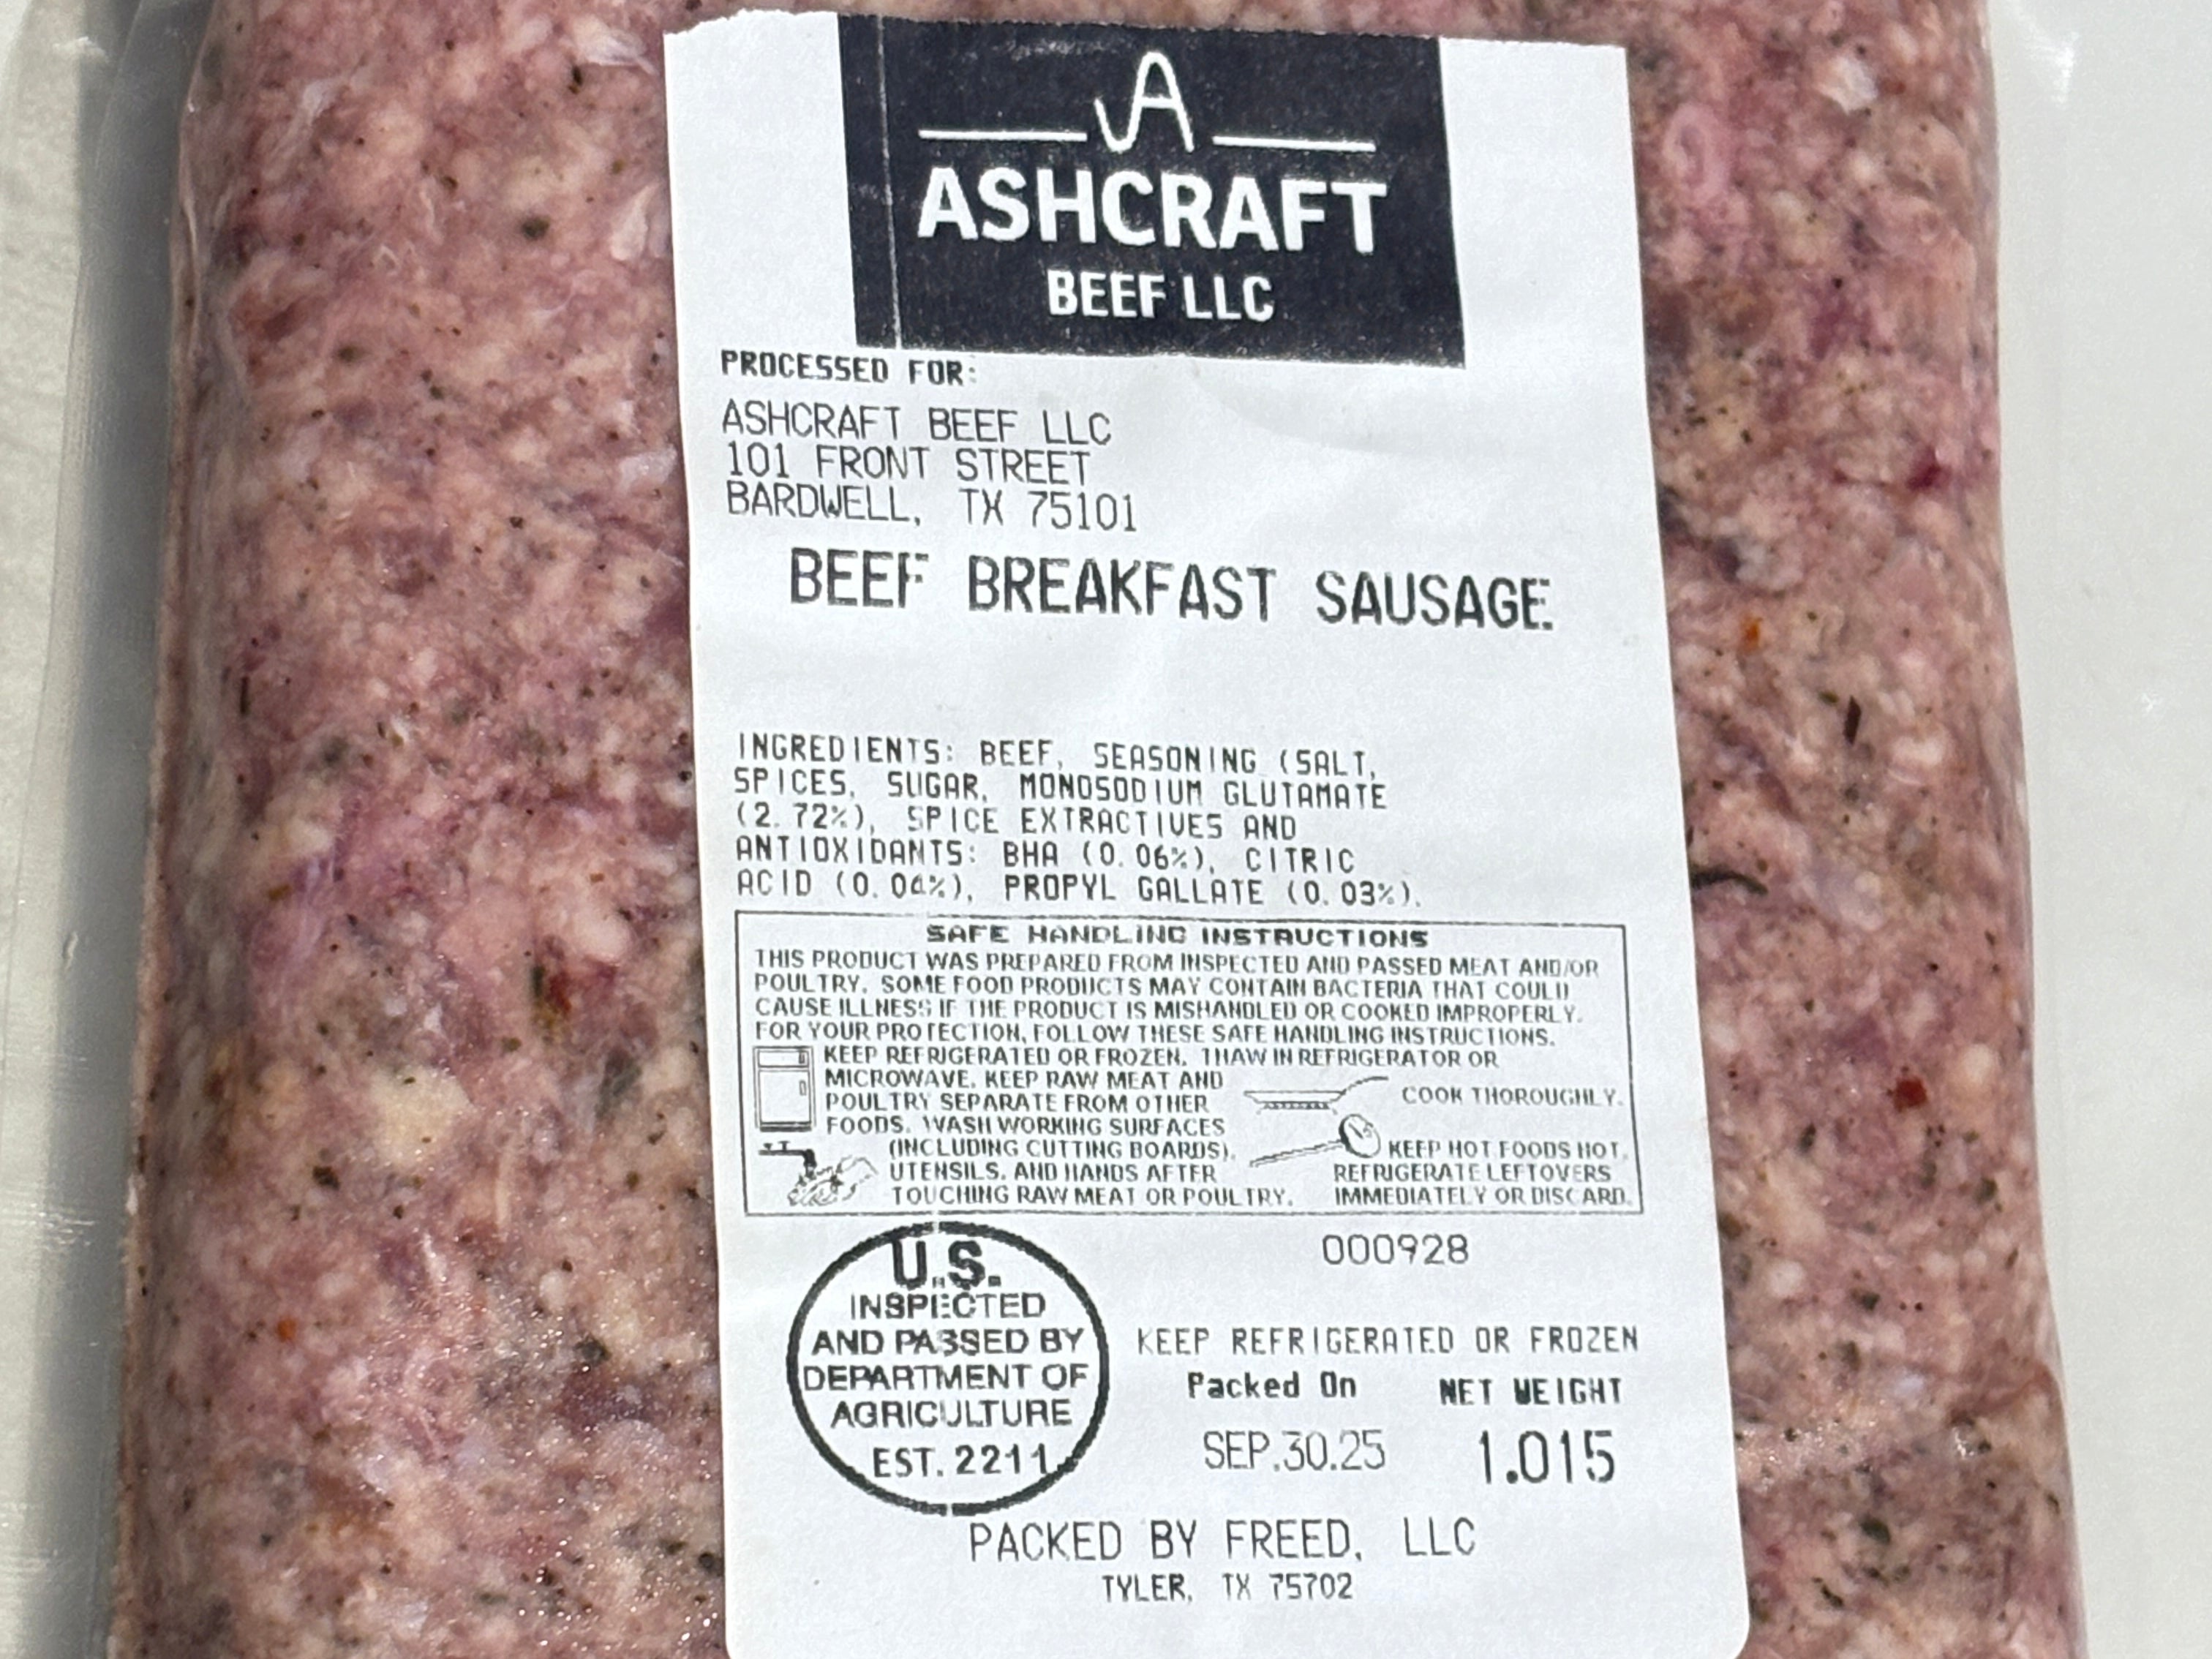 A
ASHCRAFT
BEEF LLC
PROCESSED FOR:
ASHCRAFT BEEF LLC
101 FRONT STREET
BARDWELL, TX 75101
BEEF BREAKFAST SAUSAGE.
INGREDIENTS: BEEF, SEASONING (SALT,
SPICES, SUGAR, MONOSODIUM GLUTAMATE
(2.72%), SPICE EXTRACTIVES AND
ANTIOXIDANTS: BHA (0.06%), CITRIC
ACID (0.04%), PROPYL GALLATE (0.03%).
SAFE HANDLING INSTRUCTIONS
THIS PRODUCT WAS PREPARED FROM INSPECTED AND PASSED MEAT AND/OR
POULTRY. SOME FOOD PRODUCTS MAY CONTAIN BACTERIA THAT COULD
CAUSE ILLNESS IF THE PRODUCT IS MISHANDLED OR COOKED IMPROPERLY.
FOR YOUR PROTECTION, FOLLOW THESE SAFE HANDLING INSTRUCTIONS.
KEEP REFRIGERATED OR FROZEN. THAW IN REFRIGERATOR OR
MICROWAVE. KEEP RAW MEAT AND
POULTRY SEPARATE FROM OTHER
FOODS. WASH WORKING SURFACES
(INCLUDING CUTTING BOARDS),
UTENSILS, AND HANDS AFTER
TOUCHING RAW MEAT OR POULTRY.
COOK THOROUGHLY.
KEEP HOT FOODS HOT.
REFRIGERATE LEFTOVERS
IMMEDIATELY OR DISCARD.
000928
U.S.
INSPECTED
AND PASSED BY
DEPARTMENT OF
AGRICULTURE
EST. 2211
KEEP REFRIGERATED OR FROZEN
Packed On NET WEIGHT
SEP.30.25 1.015
PACKED BY FREED, LLC
TYLER, TX 75702